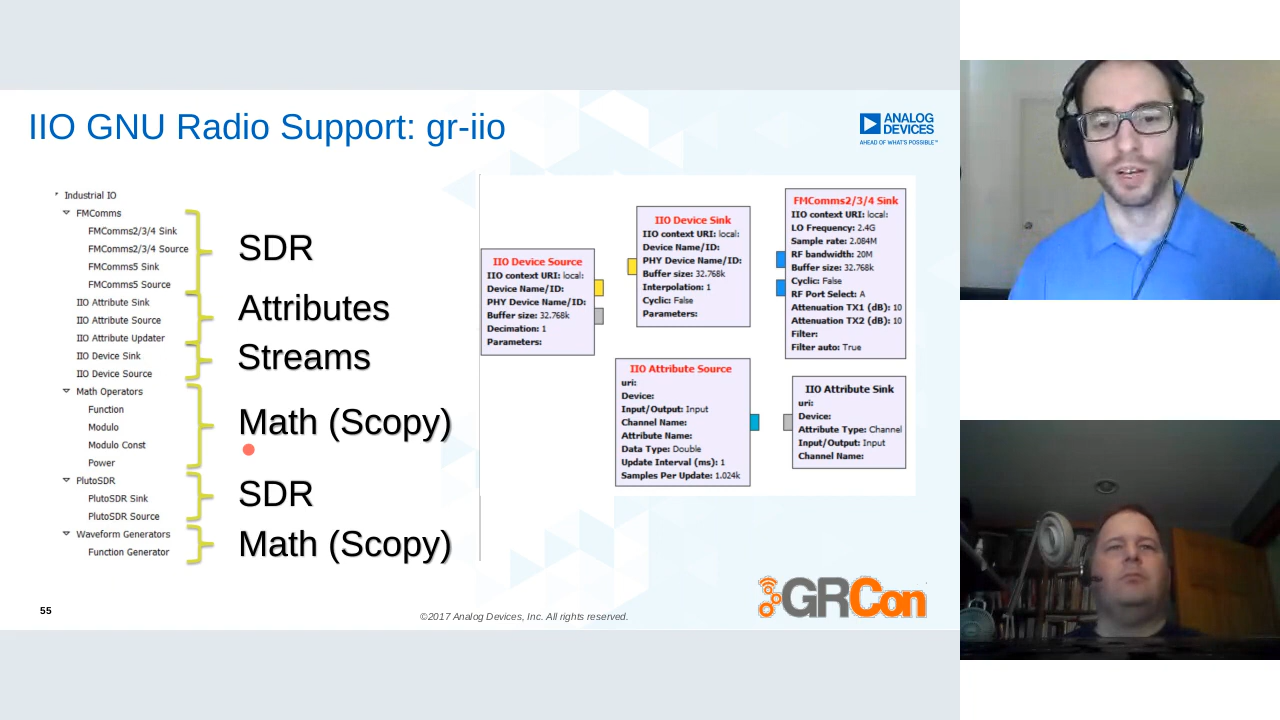 IIO GNU Radio Support: gr-iio
ANALOG
DEVICES
AHEAD OF WHAT'S POSSIBLE™
Industrial IO
FMComms
FMComms2/3/4 Sink
FMComms2/3/4 Source
FMComms5 Sink
FMComms5 Source
IIO Attribute Sink
IIO Attribute Source
IIO Attribute Updater
IIO Device Sink
IIO Device Source
Math Operators
Function
Modulo
Modulo Const
Power
PlutoSDR
PlutoSDR Sink
PlutoSDR Source
Waveform Generators
Function Generator
SDR
Attributes
Streams
Math (Scopy)
SDR
Math (Scopy)
IIO Device Source
IIO context URI: local:
Device Name/ID:
PHY Device Name/ID:
Buffer size: 32.768k
Decimation: 1
Parameters:
IIO Device Sink
IIO context URI: local:
Device Name/ID:
PHY Device Name/ID:
Buffer size: 32.768k
Interpolation: 1
Cyclic: False
Parameters:
FMComms2/3/4 Sink
IIO context URI: local:
LO Frequency: 2.4G
Sample rate: 2.084M
RF bandwidth: 20M
Buffer size: 32.768k
Cyclic: False
RF Port Select: A
Attenuation TX1 (dB): 10
Attenuation TX2 (dB): 10
Filter:
Filter auto: True
IIO Attribute Source
uri:
Device:
Input/Output: Input
Channel Name:
Attribute Name:
Data Type: Double
Update Interval (ms): 1
Samples Per Update: 1.024k
IIO Attribute Sink
uri:
Device:
Attribute Type: Channel
Input/Output: Input
Channel Name:
55
©2017 Analog Devices, Inc. All rights reserved.
GRCon